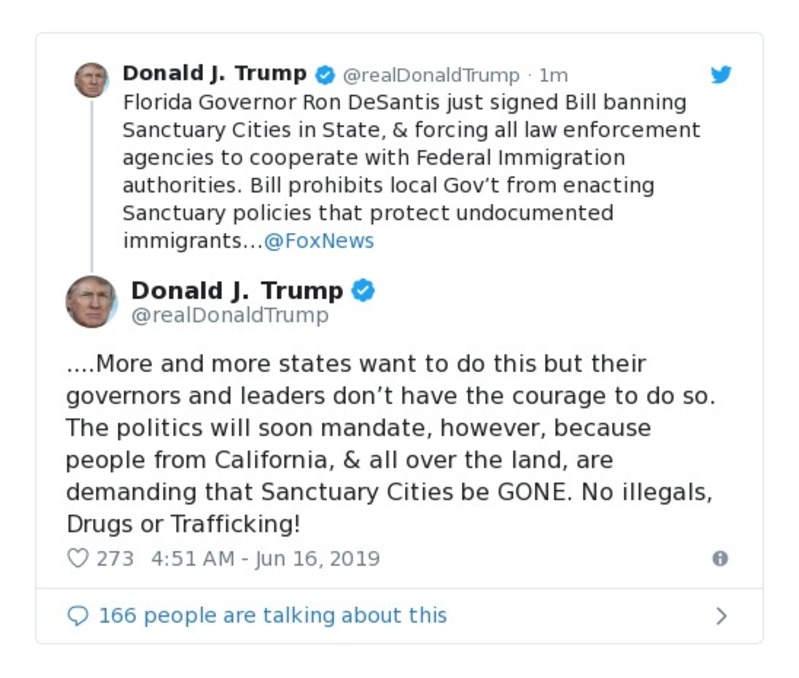 Donald J. Trump @realDonaldTrump · 1m
Florida Governor Ron DeSantis just signed Bill banning
Sanctuary Cities in State, & forcing all law enforcement
agencies to cooperate with Federal Immigration
authorities. Bill prohibits local Gov’t from enacting
Sanctuary policies that protect undocumented
immigrants…@FoxNews
Donald J. Trump
@realDonaldTrump
....More and more states want to do this but their
governors and leaders don’t have the courage to do so.
The politics will soon mandate, however, because
people from California, & all over the land, are
demanding that Sanctuary Cities be GONE. No illegals,
Drugs or Trafficking!
273 4:51 AM - Jun 16, 2019
166 people are talking about this